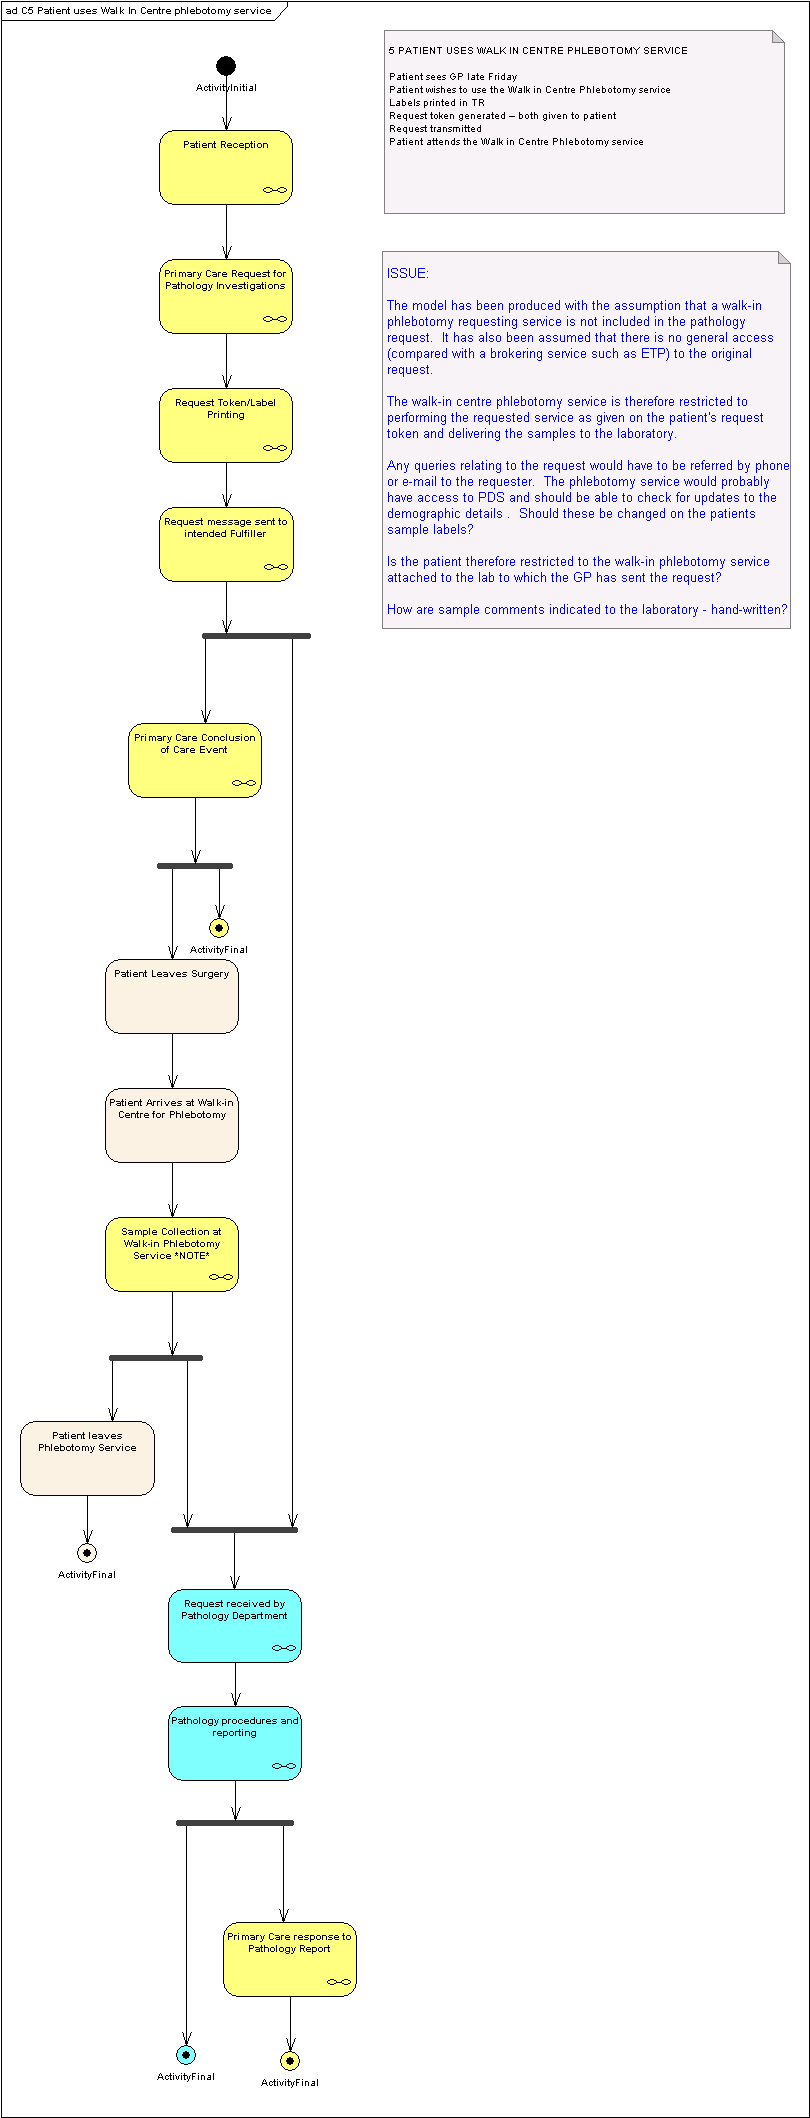 ad C5 Patient uses Walk In Centre phlebotomy service
5 PATIENT USES WALK IN CENTRE PHLEBOTOMY SERVICE
Patient sees GP late Friday
Patient wishes to use the Walk in Centre Phlebotomy service
Labels printed in TR
Request token generated – both given to patient
Request transmitted
Patient attends the Walk in Centre Phlebotomy service
ISSUE:
The model has been produced with the assumption that a walk-in
phlebotomy requesting service is not included in the pathology
request.  It has also been assumed that there is no general access
(compared with a brokering service such as ETP) to the original
request.
The walk-in centre phlebotomy service is therefore restricted to
performing the requested service as given on the patient's request
token and delivering the samples to the laboratory.
Any queries relating to the request would have to be referred by phone
or e-mail to the requester.  The phlebotomy service would probably
have access to PDS and should be able to check for updates to the
demographic details .  Should these be changed on the patients
sample labels?
Is the patient therefore restricted to the walk-in phlebotomy service
attached to the lab to which the GP has sent the request?
How are sample comments indicated to the laboratory - hand-written?
ActivityInitial
Patient Reception
Primary Care Request for
Pathology Investigations
Request Token/Label
Printing
Request message sent to
intended Fulfiller
Primary Care Conclusion
of Care Event
ActivityFinal
Patient Leaves Surgery
Patient Arrives at Walk-in
Centre for Phlebotomy
Sample Collection at
Walk-in Phlebotomy
Service *NOTE*
Patient leaves
Phlebotomy Service
ActivityFinal
Request received by
Pathology Department
Pathology procedures and
reporting
Primary Care response to
Pathology Report
ActivityFinal
ActivityFinal